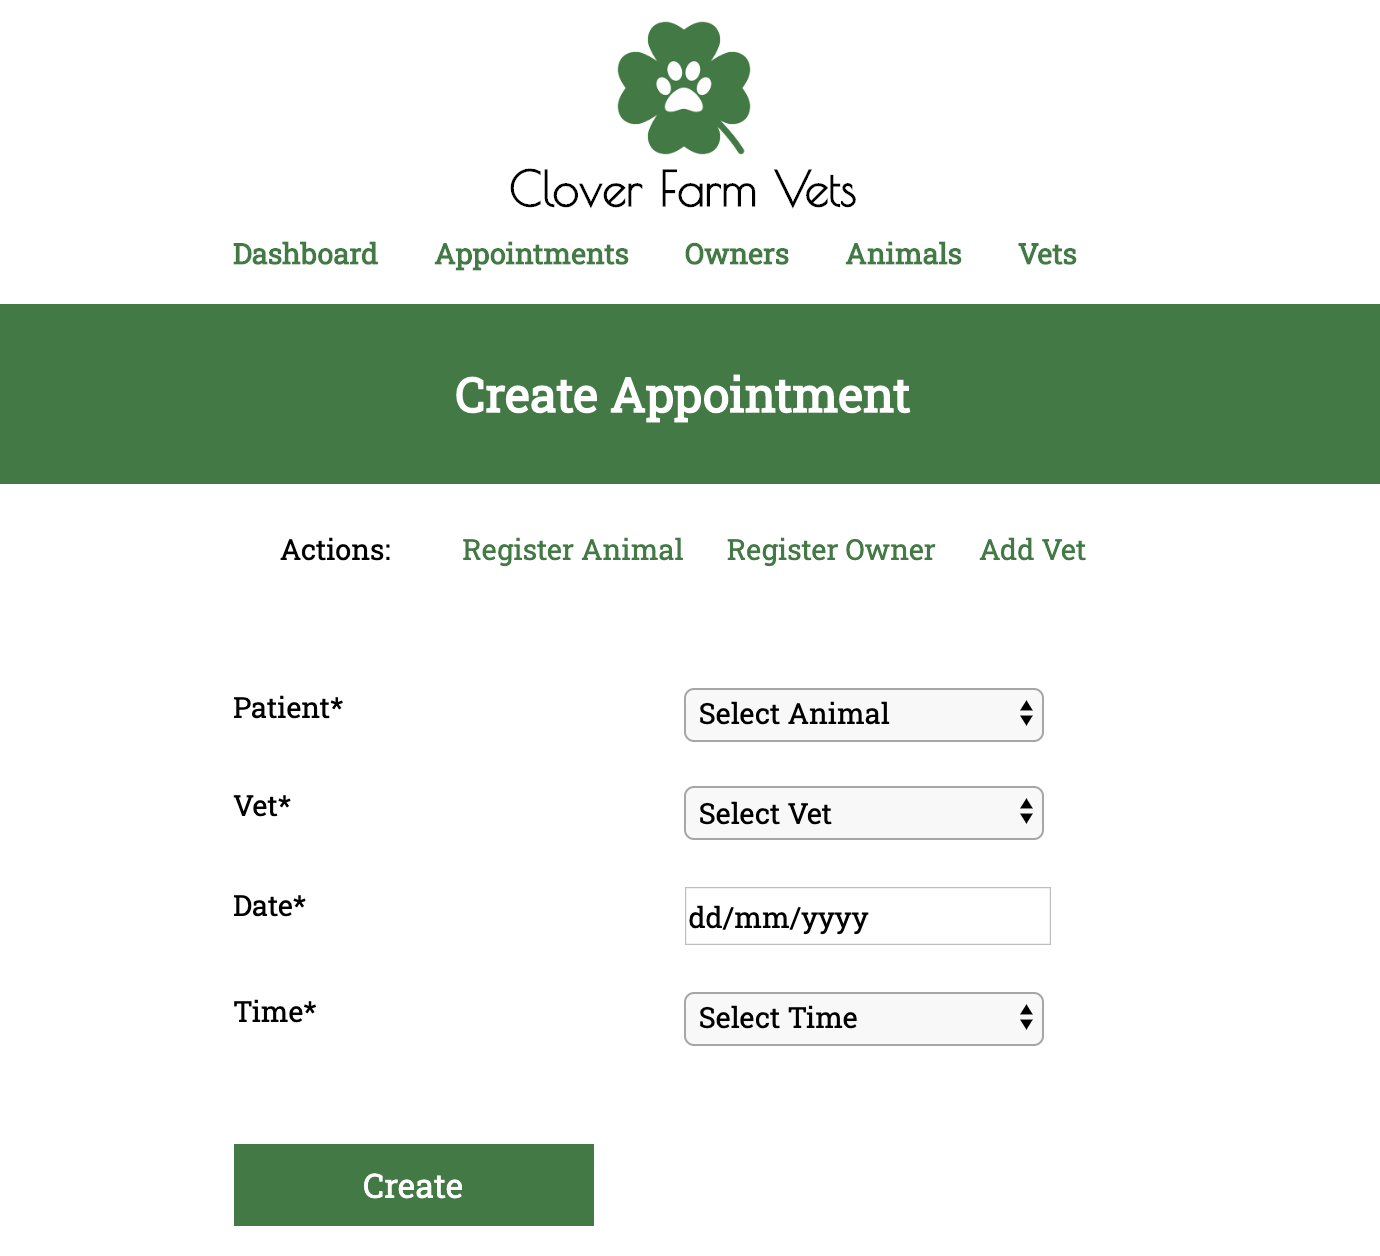 Clover Farm Vets
Dashboard Appointments Owners Animals Vets
Create Appointment
Actions: Register Animal Register Owner Add Vet
Patient* Select Animal
Vet* Select Vet
Date* dd/mm/yyyy
Time* Select Time
Create